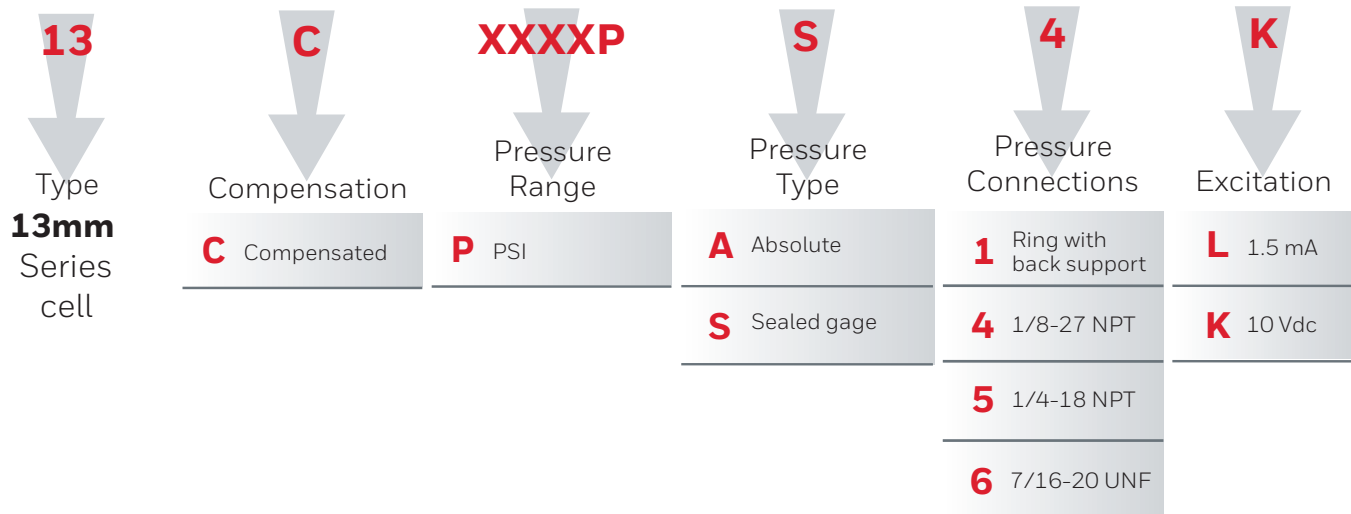 13
C
XXXXP
S
4
K
Type
13mm
Series
cell
Compensation
C Compensated
Pressure
Range
P PSI
Pressure
Type
A Absolute
S Sealed gage
Pressure
Connections
1 Ring with
back support
4 1/8-27 NPT
5 1/4-18 NPT
6 7/16-20 UNF
Excitation
L 1.5 mA
K 10 Vdc